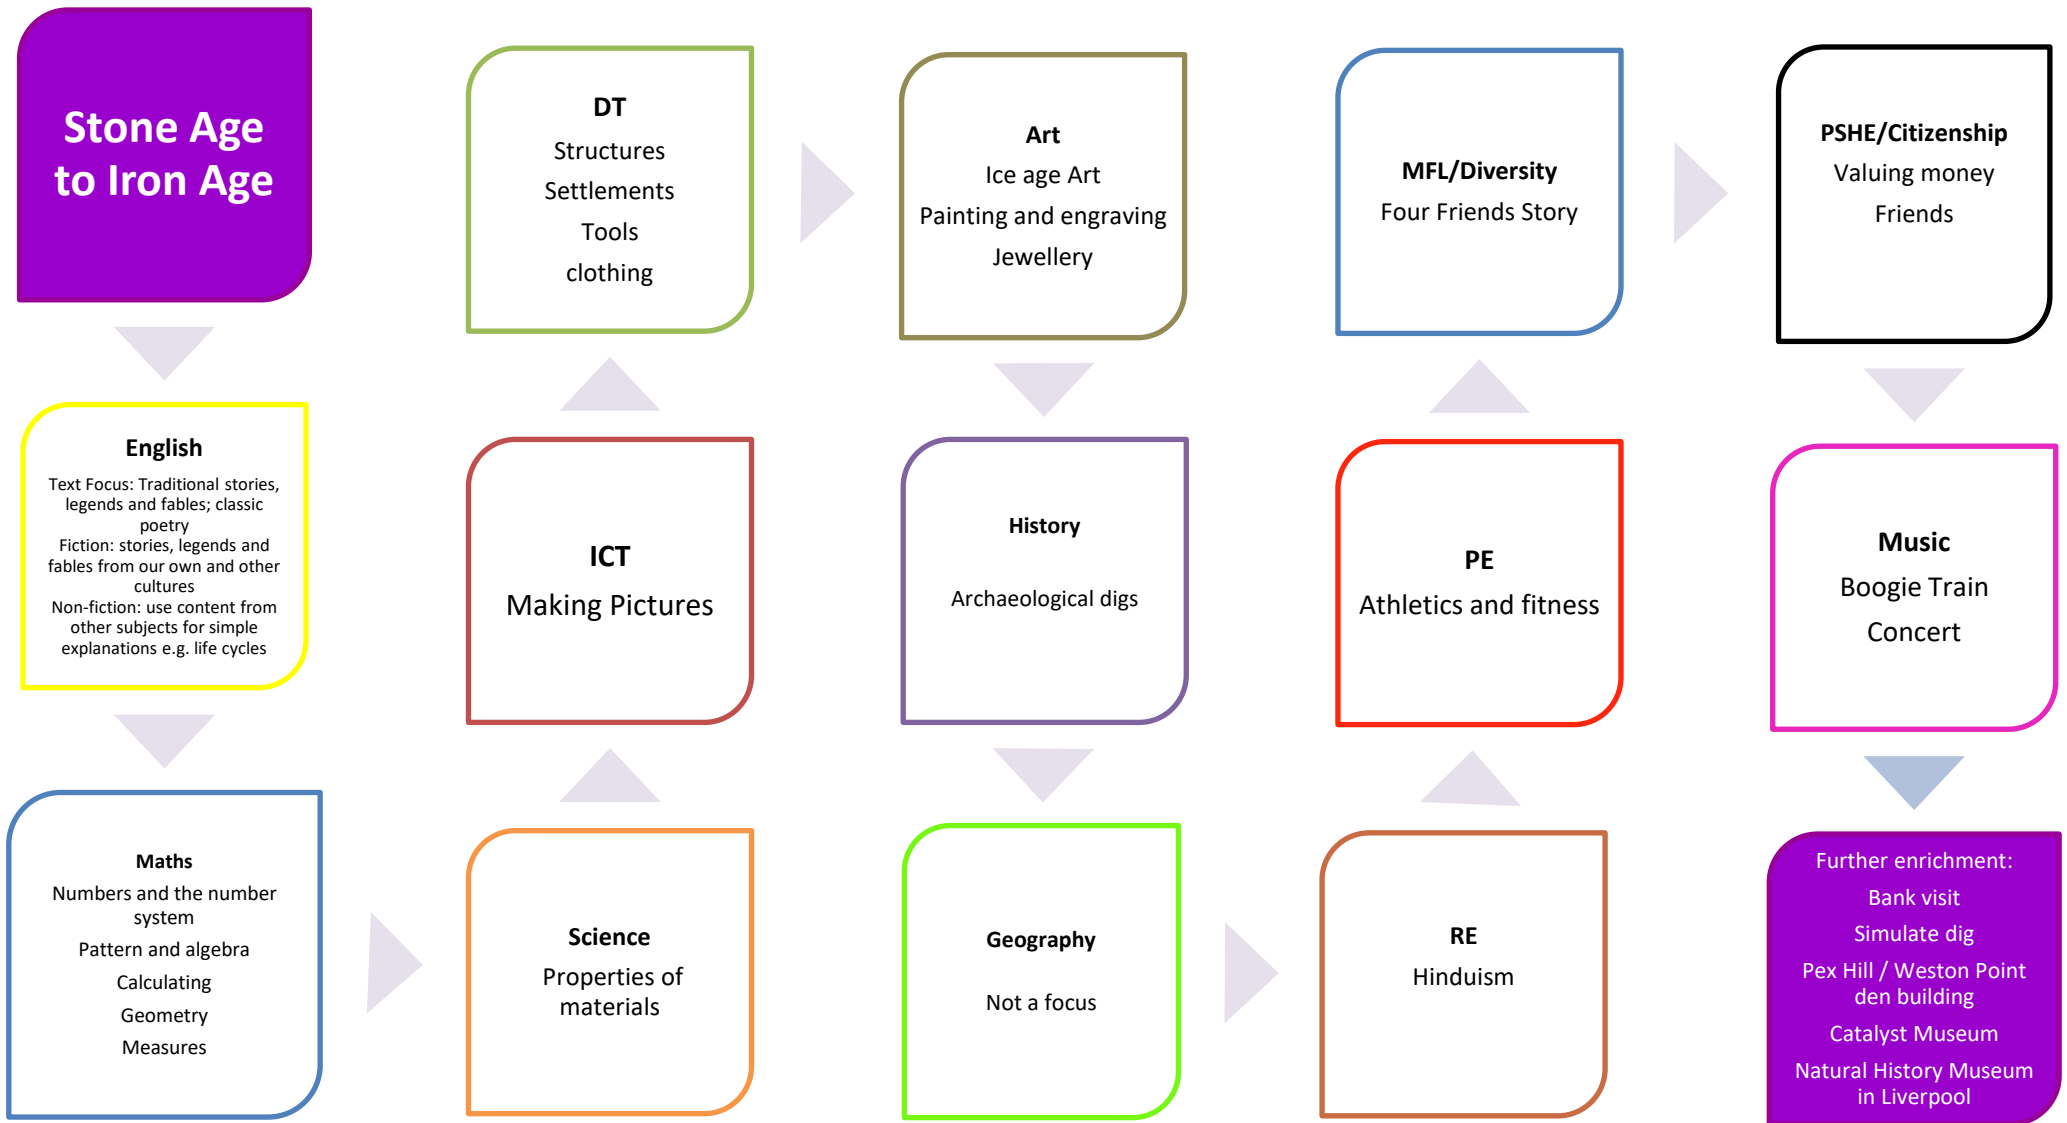 Stone Age
to Iron Age
English
Text Focus: Traditional stories,
legends and fables; classic
poetry
Fiction: stories, legends and
fables from our own and other
cultures
Non-fiction: use content from
other subjects for simple
explanations e.g. life cycles
Maths
Numbers and the number
system
Pattern and algebra
Calculating
Geometry
Measures
Science
Properties of
materials
ICT
Making Pictures
DT
Structures
Settlements
Tools
clothing
Art
Ice age Art
Painting and engraving
Jewellery
History
Archaeological digs
Geography
Not a focus
RE
Hinduism
PE
Athletics and fitness
MFL/Diversity
Four Friends Story
PSHE/Citizenship
Valuing money
Friends
Music
Boogie Train
Concert
Further enrichment:
Bank visit
Simulate dig
Pex Hill / Weston Point
den building
Catalyst Museum
Natural History Museum
in Liverpool